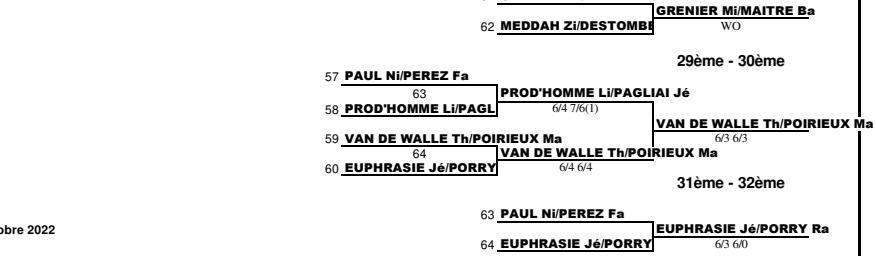 GRENIER Mi/MAITRE Ba
62 MEDDAH Zi/DESTOMBE WO
29ème - 30ème
57 PAUL Ni/PEREZ Fa
63 PROD'HOMME Li/PAGLIAI Jé
58 PROD'HOMME Li/PAGL 6/4 7/6(1)
VAN DE WALLE Th/POIRIEUX Ma
59 VAN DE WALLE Th/POIRIEUX Ma 6/3 6/3
64 VAN DE WALLE Th/POIRIEUX Ma
60 EUPHRASIE Jé/PORRY 6/4 6/4
31ème - 32ème
63 PAUL Ni/PEREZ Fa
obre 2022 EUPHRASIE Jé/PORRY Ra
64 EUPHRASIE Jé/PORRY 6/3 6/0